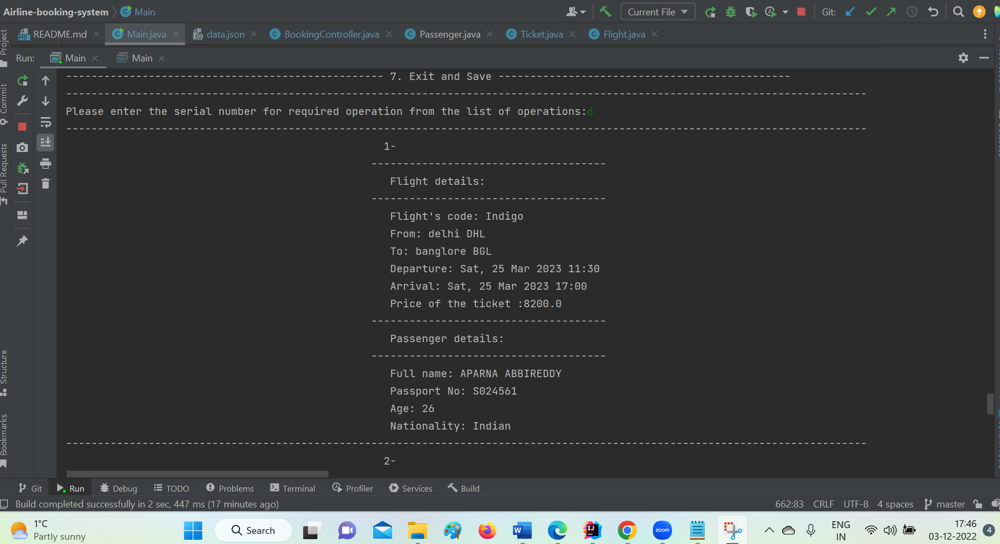 Airline-booking-system
Main
Current File
Git:
README.md
Main.java
data.json
BookingController.java
Passenger.java
Ticket.java
Flight.java
Project
Commit
Pull Requests
Structure
Bookmarks
Run:
Main
Main
------------------------------------------------- 7. Exit and Save ----------------------------------------------
------------------------------------------------------------------------------------------------------------------------------
Please enter the serial number for required operation from the list of operations:6
------------------------------------------------------------------------------------------------------------------------------
1-
-------------------------------------
Flight details:
-------------------------------------
Flight's code: Indigo
From: delhi DHL
To: banglore BGL
Departure: Sat, 25 Mar 2023 11:30
Arrival: Sat, 25 Mar 2023 17:00
Price of the ticket :8200.0
-------------------------------------
Passenger details:
-------------------------------------
Full name: APARNA ABBIREDDY
Passport No: S024561
Age: 26
Nationality: Indian
------------------------------------------------------------------------------------------------------------------------------
2-
Git
Run
Debug
TODO
Problems
Terminal
Profiler
Services
Build
Build completed successfully in 2 sec, 447 ms (17 minutes ago)
662:83
CRLF
UTF-8
4 spaces
master
1°C
Partly sunny
Search
zoom
ENG
IN
17:46
03-12-2022
4